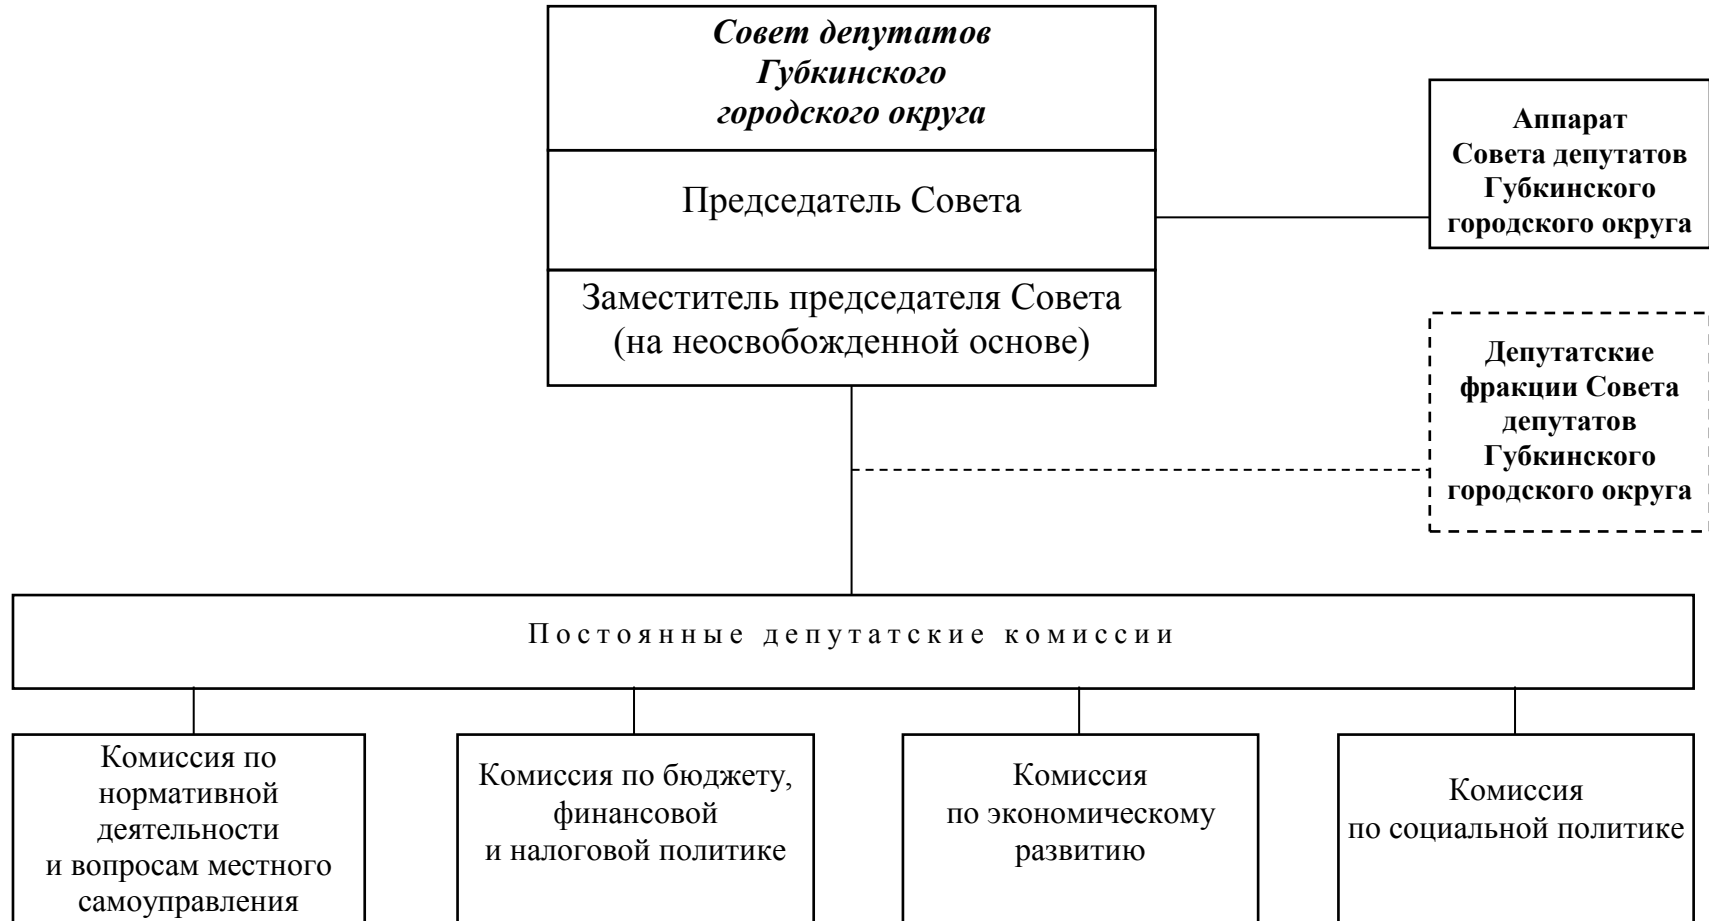 Совет депутатов
Губкинского
городского округа
Председатель Совета
Заместитель председателя Совета
(на неосвобожденной основе)
Аппарат
Совета депутатов
Губкинского
городского округа
Депутатские
фракции Совета
депутатов
Губкинского
городского округа
Постоянные депутатские комиссии
Комиссия по
нормативной
деятельности
и вопросам местного
самоуправления
Комиссия по бюджету,
финансовой
и налоговой политике
Комиссия
по экономическому
развитию
Комиссия
по социальной политике